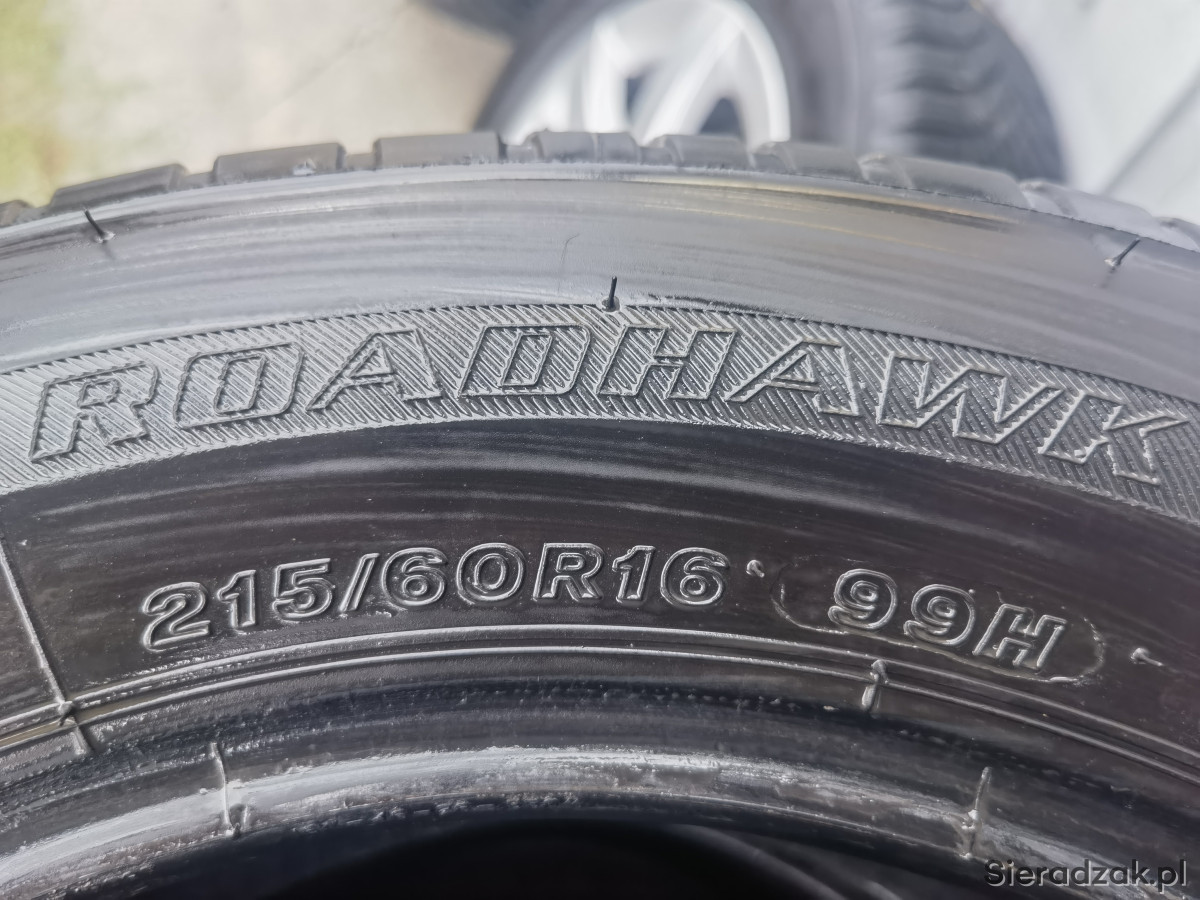 ROADHAWK
215/60R16 99H
Sieradzak.pl